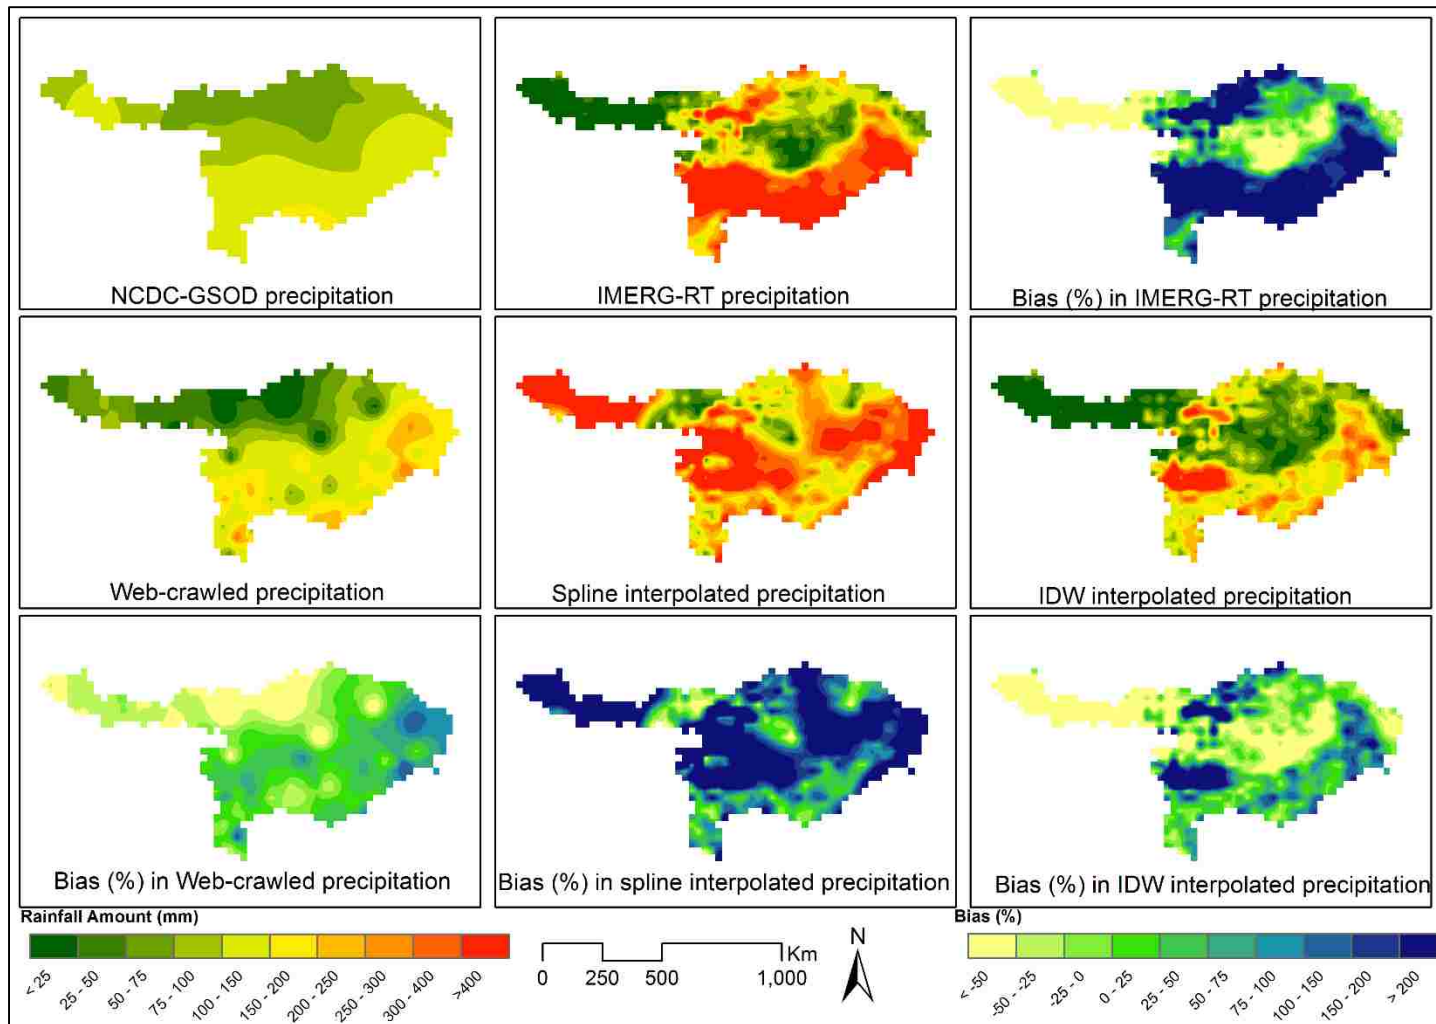 NCDC-GSOD precipitation
IMERG-RT precipitation
Bias (%) in IMERG-RT precipitation
Web-crawled precipitation
Spline interpolated precipitation
IDW interpolated precipitation
Bias (%) in Web-crawled precipitation
Bias (%) in spline interpolated precipitation
Bias (%) in IDW interpolated precipitation
Rainfall Amount (mm)
< 25
25 - 50
50 - 75
75 - 100
100 - 150
150 - 200
200 - 250
250 - 300
300 - 400
>400
Km
0 250 500 1,000
N
Bias (%)
< -50
-50 - -25
-25 - 0
0 - 25
25 - 50
50 - 75
75 - 100
100 - 150
150 - 200
> 200